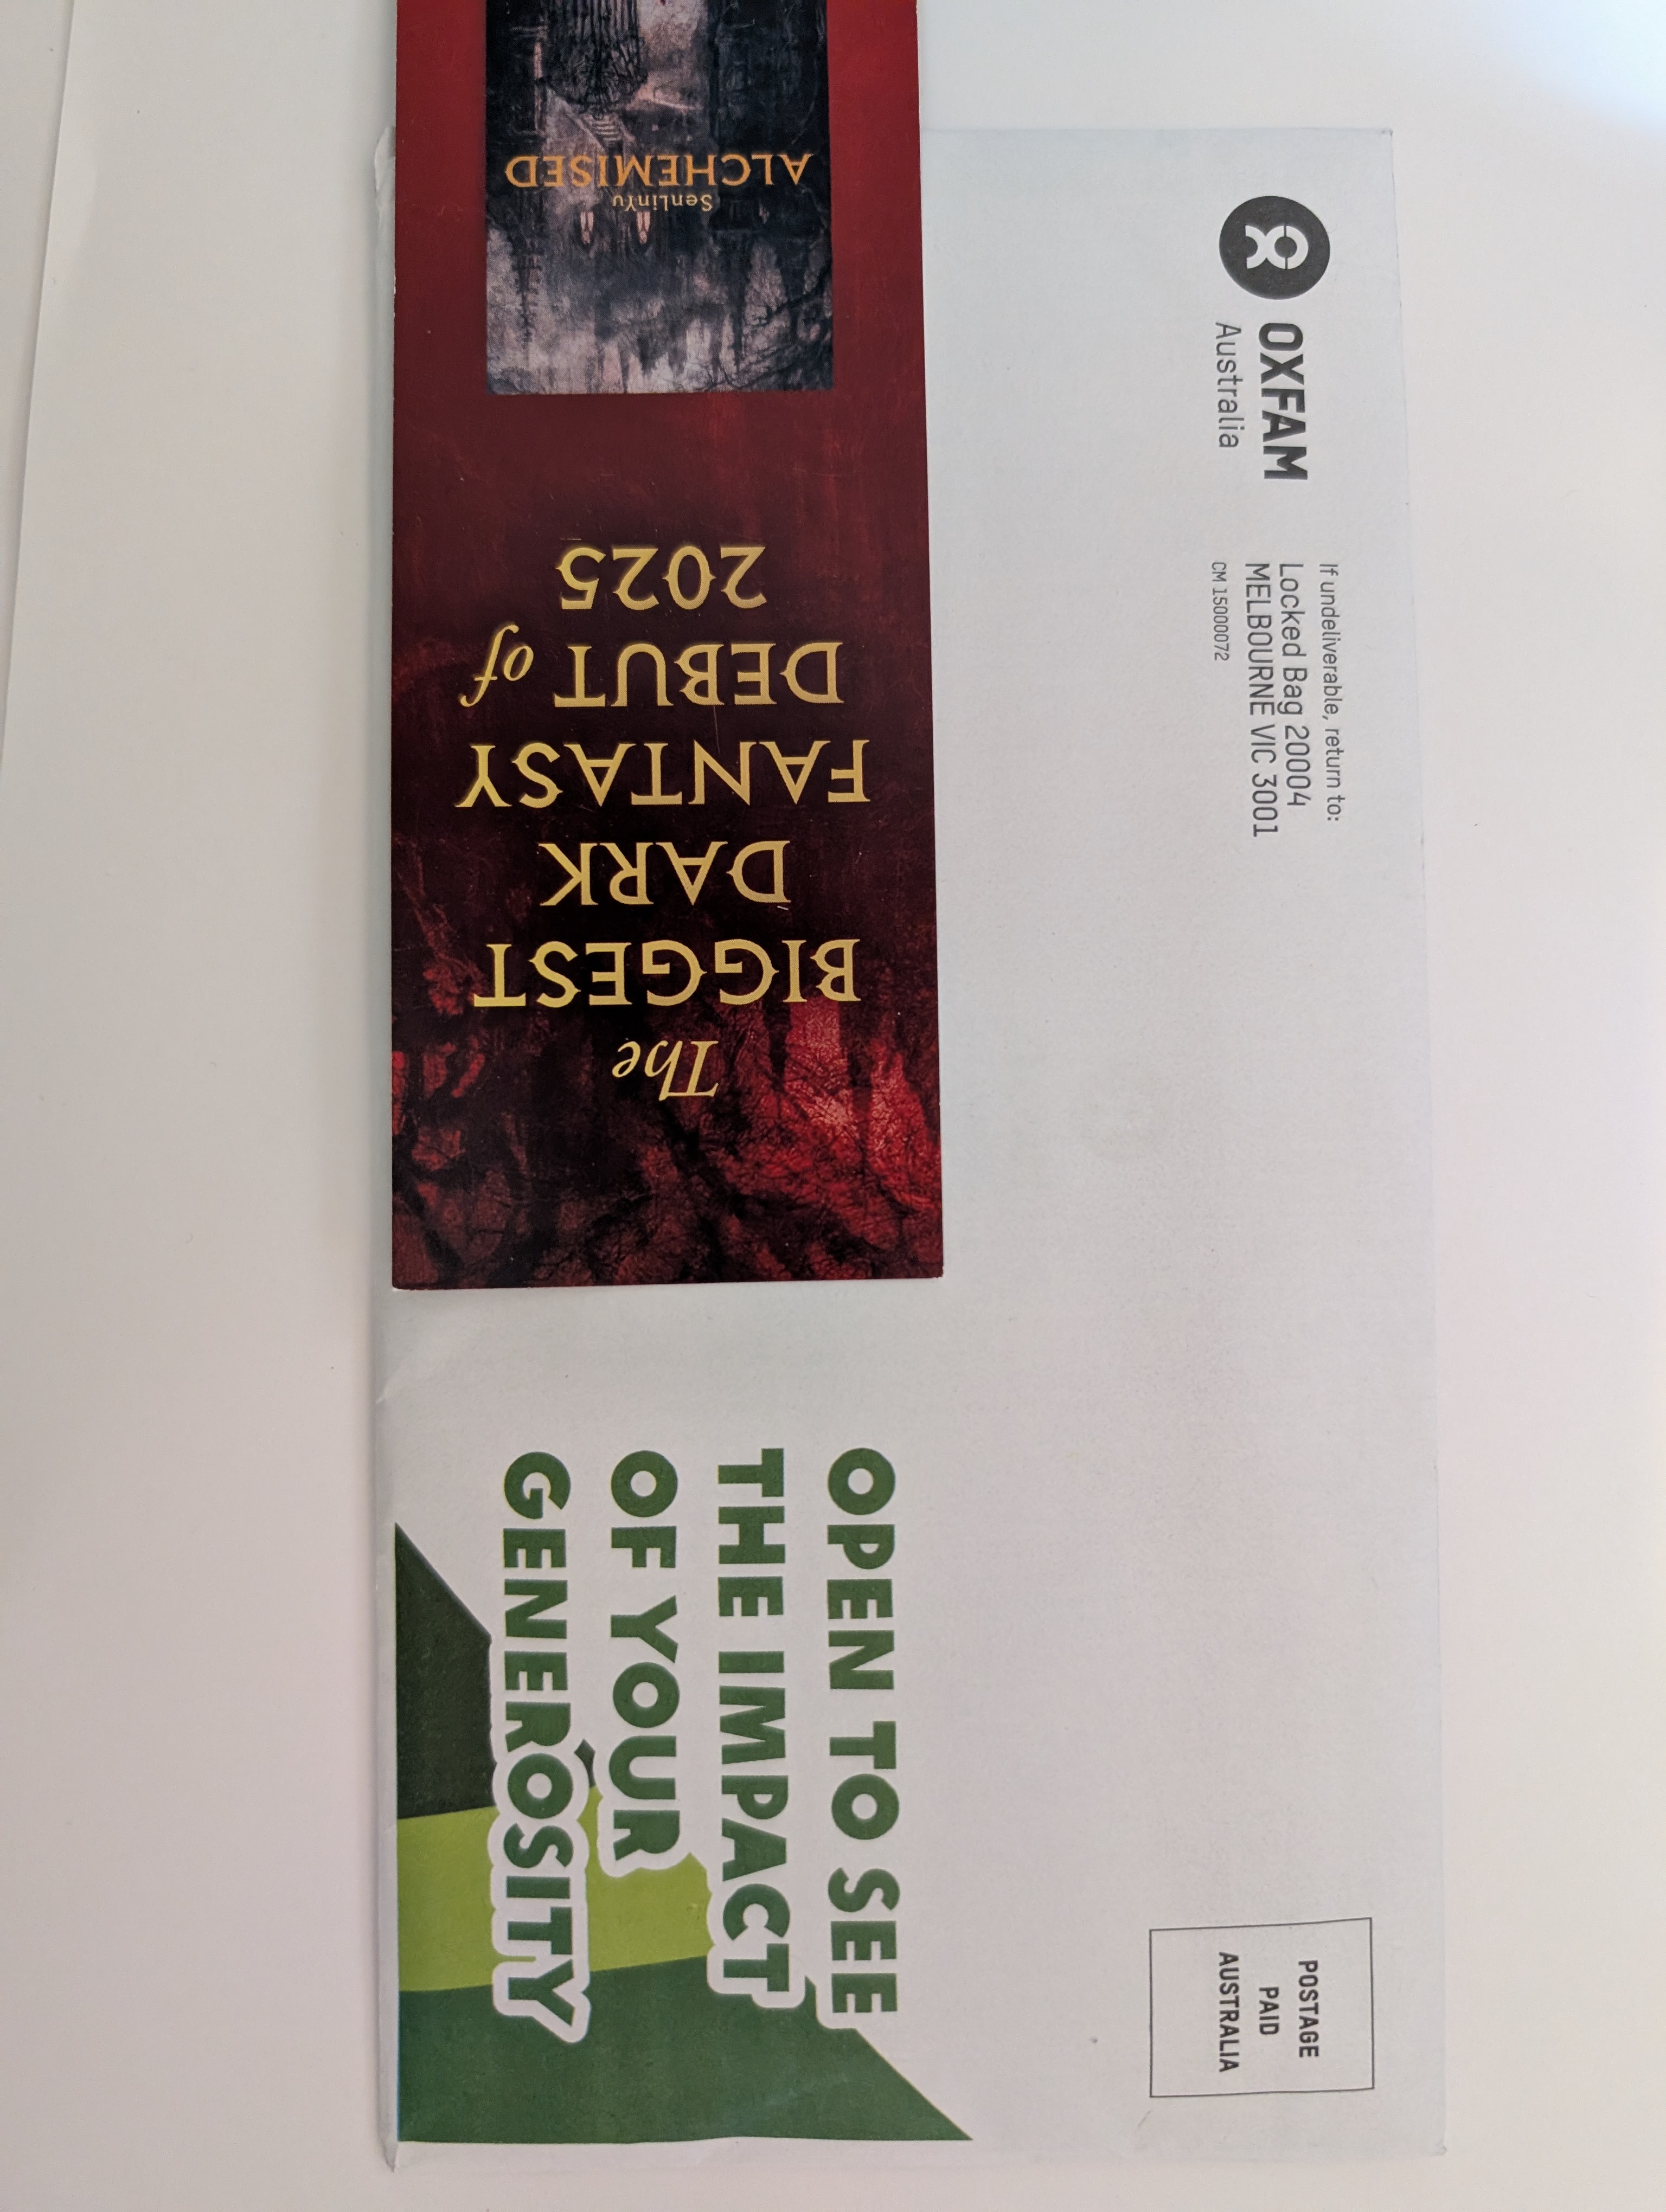 OXFAM
Australia
If undeliverable, return to:
Locked Bag 20004
MELBOURNE VIC 3001
CM 15000072
POSTAGE
PAID
AUSTRALIA
OPEN TO SEE
THE IMPACT
OF YOUR
GENEROSITY
The
BIGGEST
DARK
FANTASY
DEBUT of
2025
SenLinYu
ALCHEMISED